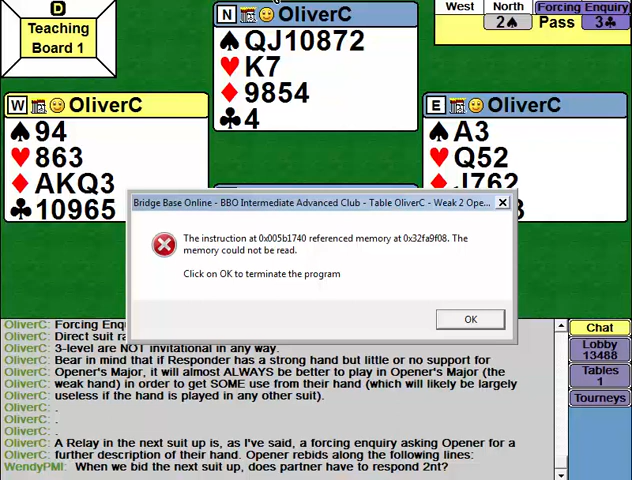 D
Teaching
Board 1
N OliverC
♠ QJ10872
♥ K7
♦ 9854
♣ 4
West North Forcing Enquiry
2♠ Pass 3♣
W OliverC
♠ 94
♥ 863
♦ AKQ3
♣ 10965
E OliverC
♠ A3
♥ Q52
♦ J762
Bridge Base Online - BBO Intermediate Advanced Club - Table OliverC - Weak 2 Ope...
The instruction at 0x005b1740 referenced memory at 0x32fa9f08. The
memory could not be read.
Click on OK to terminate the program
OK
OliverC: Forcing Enq
OliverC: Direct suit ra
OliverC: 3-level are NOT invitational in any way.
OliverC: Bear in mind that if Responder has a strong hand but little or no support for
OliverC: Opener's Major, it will almost ALWAYS be better to play in Opener's Major (the
OliverC: weak hand) in order to get SOME use from their hand (which will likely be largely
OliverC: useless if the hand is played in any other suit).
OliverC: .
OliverC: .
OliverC: .
OliverC: A Relay in the next suit up is, as I've said, a forcing enquiry asking Opener for a
OliverC: further description of their hand. Opener rebids along the following lines:
WendyPMI: When we bid the next suit up, does partner have to respond 2nt?
Chat
Lobby
13488
Tables
1
Tourneys